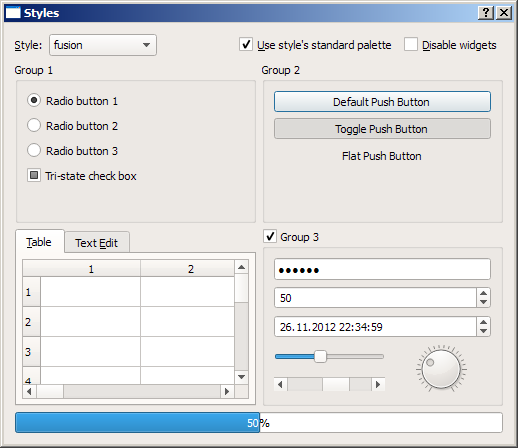 Styles
Style: fusion Use style's standard palette Disable widgets
Group 1
Radio button 1
Radio button 2
Radio button 3
Tri-state check box
Group 2
Default Push Button
Toggle Push Button
Flat Push Button
Table Text Edit
1 2
1
2
3
4
Group 3
••••••
50
26.11.2012 22:34:59
50%